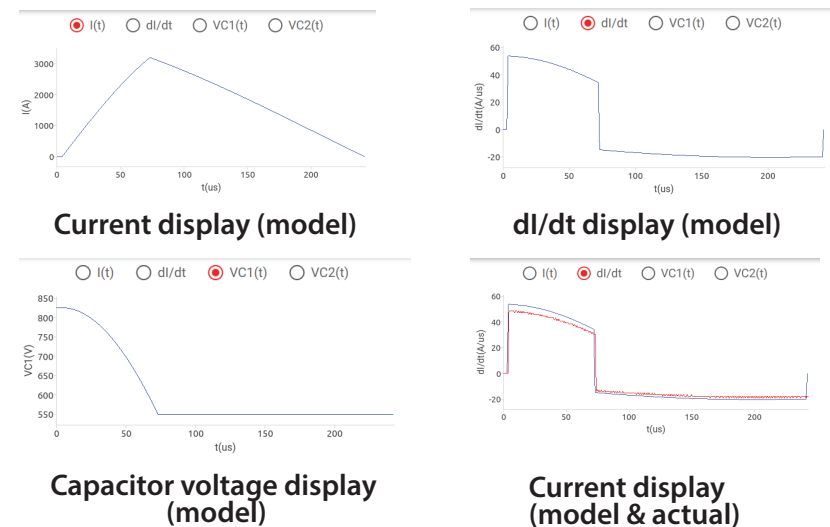 I(t) dI/dt VC1(t) VC2(t)
3000
2000
1000
0
I(A)
0 50 100 150 200
t(us)
Current display (model)
I(t) dI/dt VC1(t) VC2(t)
60
40
20
0
-20
dI/dt(A/us)
0 50 100 150 200
t(us)
dI/dt display (model)
I(t) dI/dt VC1(t) VC2(t)
850
800
750
700
650
600
550
VC1(V)
0 50 100 150 200
t(us)
Capacitor voltage display
(model)
I(t) dI/dt VC1(t) VC2(t)
60
40
20
0
-20
dI/dt(A/us)
0 50 100 150 200
t(us)
Current display
(model & actual)